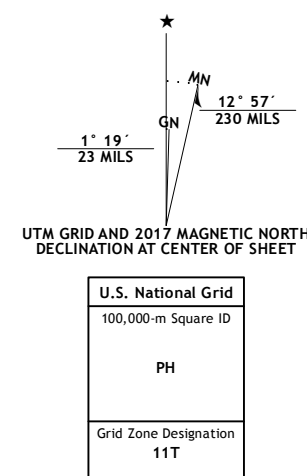 ★
MN
GN
12° 57´
230 MILS
1° 19´
23 MILS
UTM GRID AND 2017 MAGNETIC NORTH
DECLINATION AT CENTER OF SHEET
U.S. National Grid
100,000-m Square ID
PH
Grid Zone Designation
11T